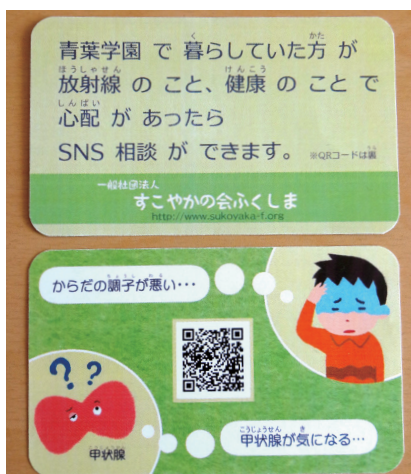 青葉学園 で 暮らしていた方 が
放射線 の こと、健康 の こと で
心配 が あったら
SNS 相談 が できます。 ※QRコードは裏
一般社団法人
すこやかの会ふくしま
http://www.sukoyaka-f.org
からだの調子が悪い…
??
甲状腺
甲状腺が気になる…